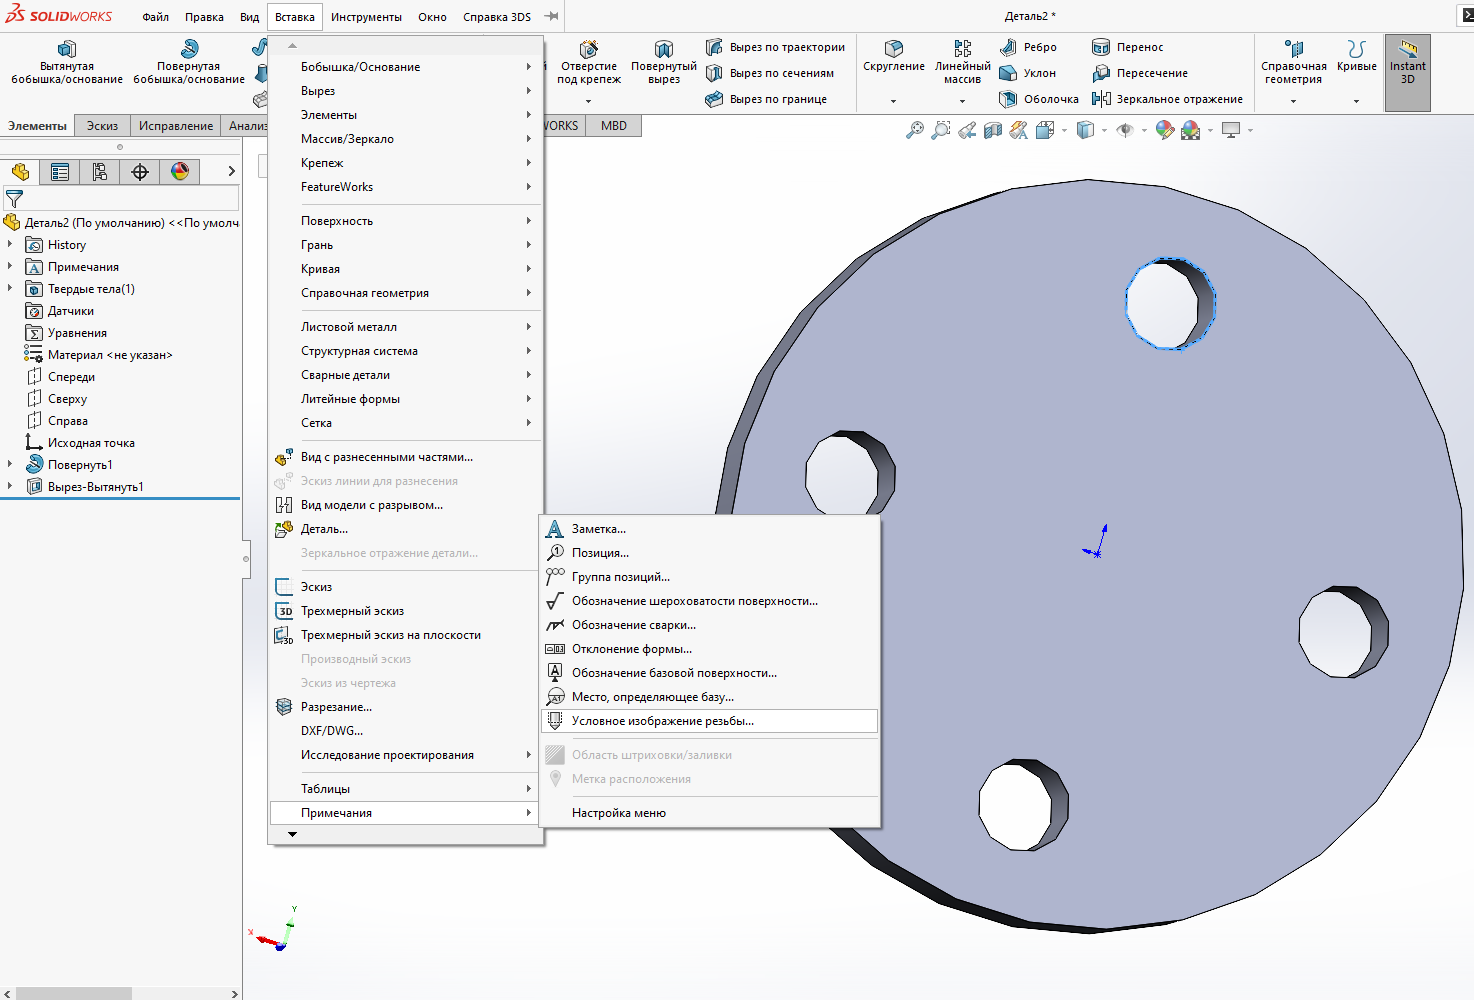 SOLIDWORKS
Файл Правка Вид Вставка Инструменты Окно Справка 3DS
Деталь2 *
Вытянутая бобышка/основание
Повернутая бобышка/основание
Отверстие под крепеж
Повернутый вырез
Вырез по траектории
Вырез по сечениям
Вырез по границе
Скругление
Линейный массив
Ребро
Уклон
Оболочка
Перенос
Пересечение
Зеркальное отражение
Справочная геометрия
Кривые
Instant 3D
Элементы Эскиз Исправление Анализ
WORKS MBD
Деталь2 (По умолчанию) <<По умолч
History
A Примечания
Твердые тела(1)
Датчики
Σ Уравнения
Материал <не указан>
Спереди
Сверху
Справа
Исходная точка
Повернуть1
Вырез-Вытянуть1
Бобышка/Основание
Вырез
Элементы
Массив/Зеркало
Крепеж
FeatureWorks
Поверхность
Грань
Кривая
Справочная геометрия
Листовой металл
Структурная система
Сварные детали
Литейные формы
Сетка
Вид с разнесенными частями...
Эскиз линии для разнесения
Вид модели с разрывом...
Деталь...
Зеркальное отражение детали...
Эскиз
3D Трехмерный эскиз
3D Трехмерный эскиз на плоскости
Производный эскиз
Эскиз из чертежа
Разрезание...
DXF/DWG...
Исследование проектирования
Таблицы
Примечания
A Заметка...
1 Позиция...
Группа позиций...
Обозначение шероховатости поверхности...
Обозначение сварки...
Отклонение формы...
A Обозначение базовой поверхности...
Место, определяющее базу...
Условное изображение резьбы...
Область штриховки/заливки
Метка расположения
Настройка меню
Y
X